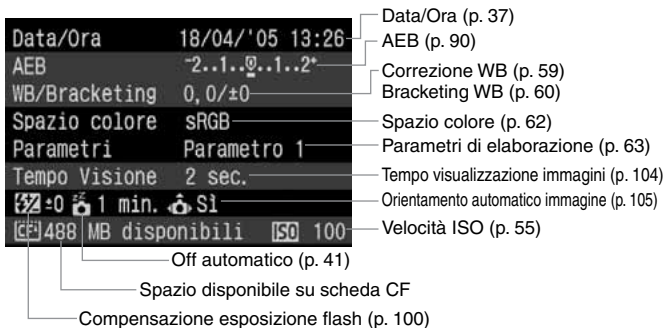 Data/Ora 18/04/'05 13:26 Data/Ora (p. 37)
AEB -2..1..0..1..2+ AEB (p. 90)
WB/Bracketing 0,0/±0 Correzione WB (p. 59)
Bracketing WB (p. 60)
Spazio colore sRGB Spazio colore (p. 62)
Parametri Parametro 1 Parametri di elaborazione (p. 63)
Tempo Visione 2 sec. Tempo visualizzazione immagini (p. 104)
±0 1 min. Sì Orientamento automatico immagine (p. 105)
CF 488 MB disponibili ISO 100 Velocità ISO (p. 55)
Off automatico (p. 41)
Spazio disponibile su scheda CF
Compensazione esposizione flash (p. 100)